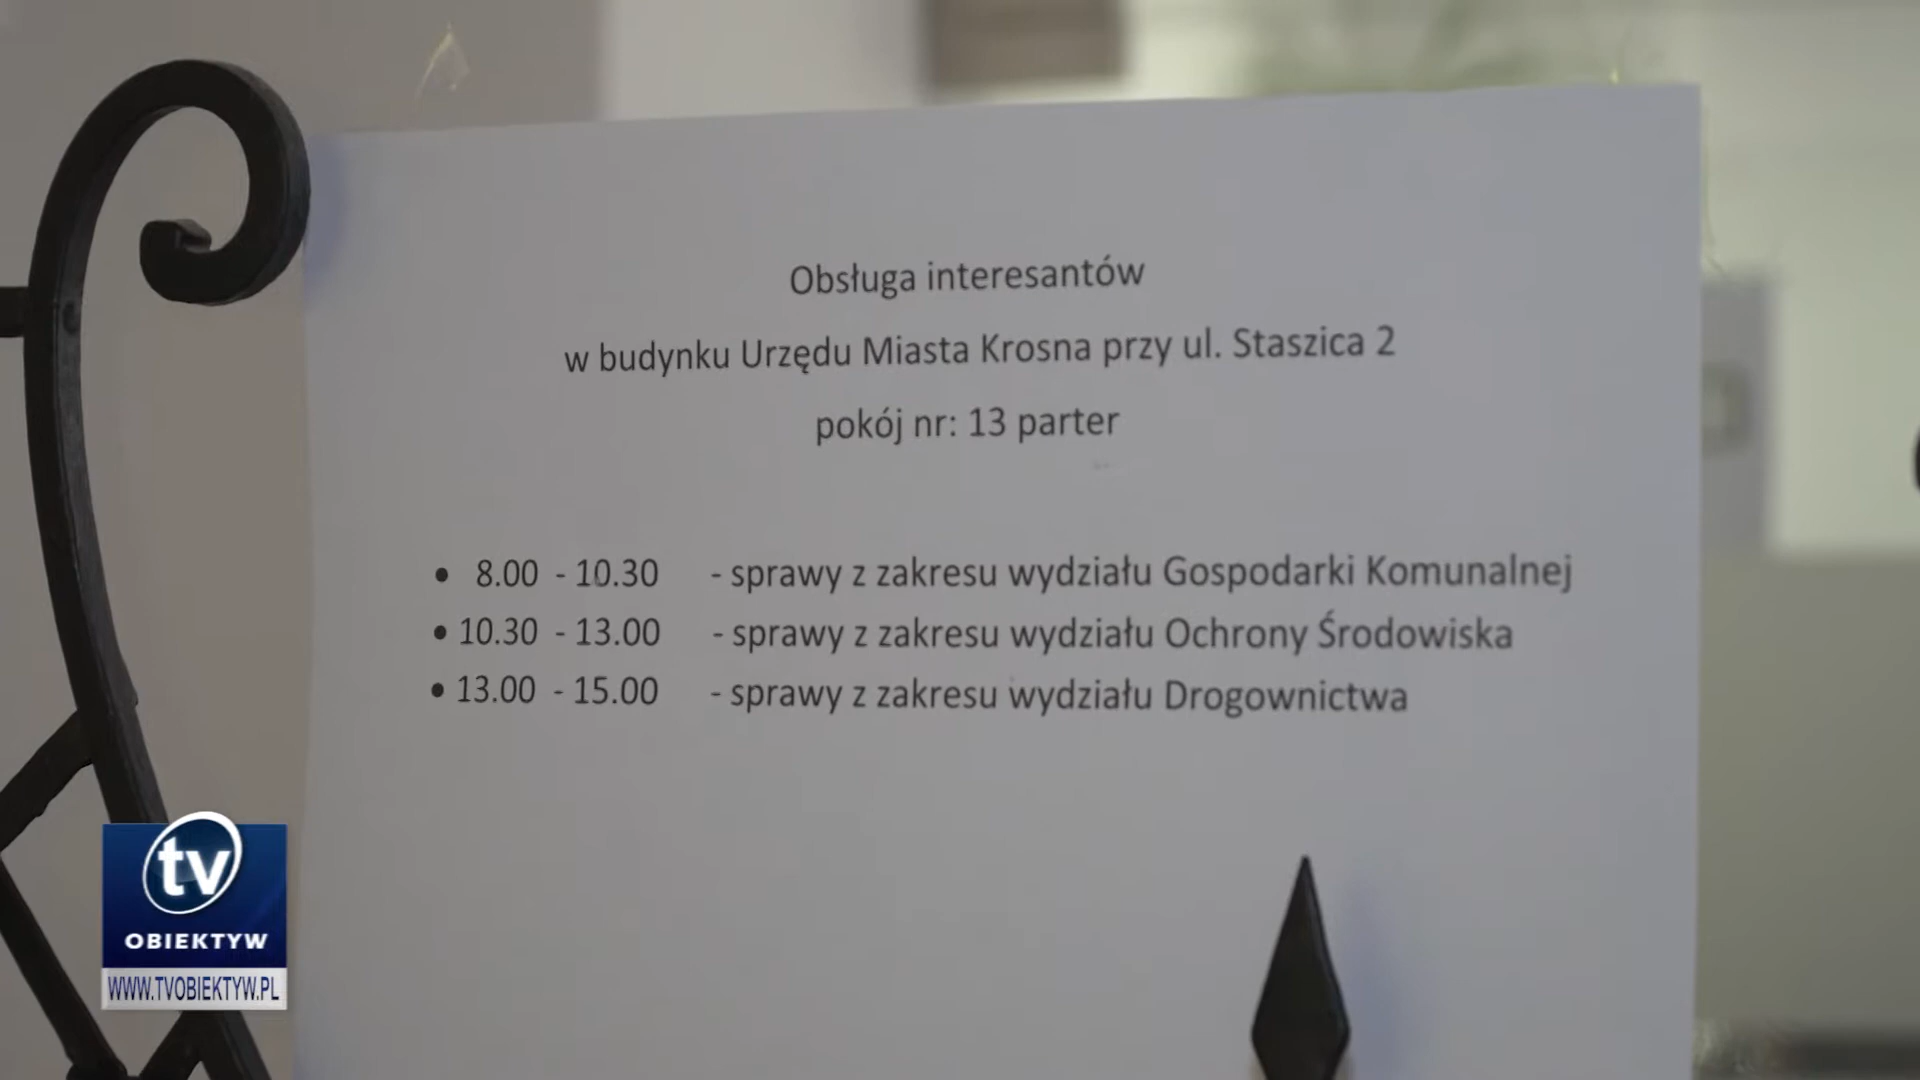 Obsługa interesantów
w budynku Urzędu Miasta Krosna przy ul. Staszica 2
pokój nr: 13 parter
• 8.00 - 10.30 - sprawy z zakresu wydziału Gospodarki Komunalnej
• 10.30 - 13.00 - sprawy z zakresu wydziału Ochrony Środowiska
• 13.00 - 15.00 - sprawy z zakresu wydziału Drogownictwa
tv
OBIEKTYW
WWW.TVOBIEKTYW.PL